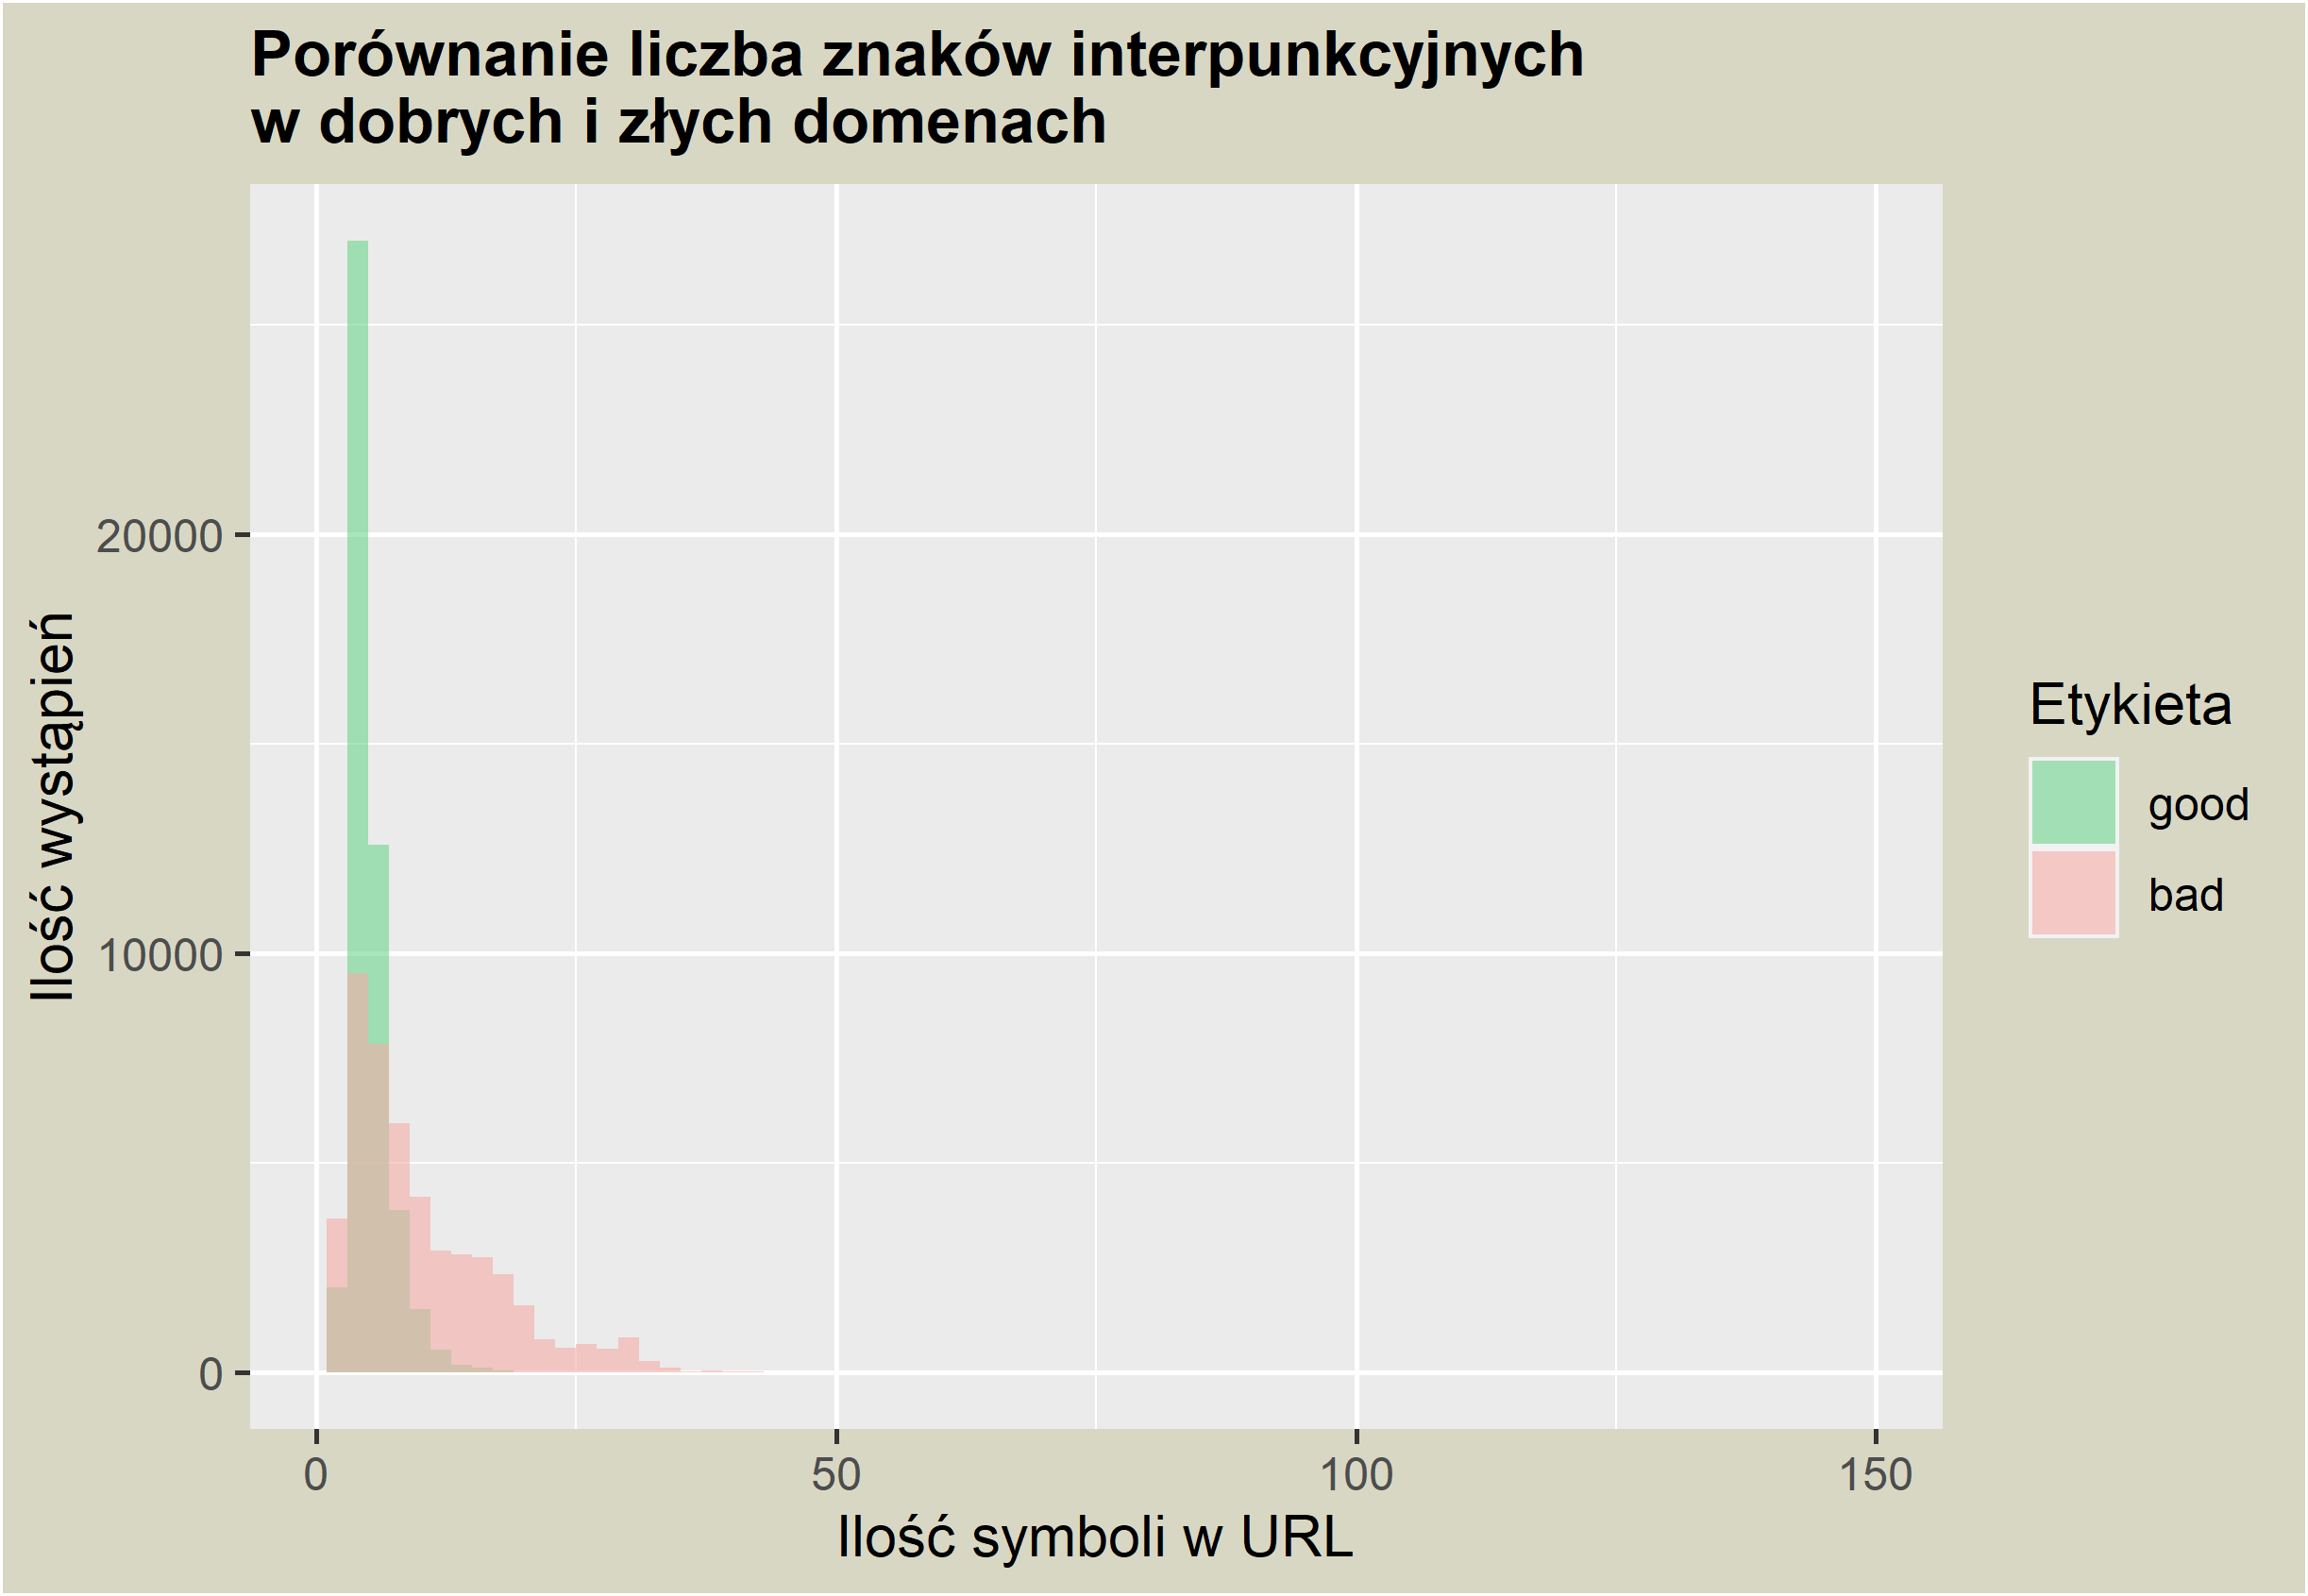 Porównanie liczba znaków interpunkcyjnych
w dobrych i złych domenach
Ilość wystąpień
20000
10000
0
0
50
100
150
Ilość symboli w URL
Etykieta
good
bad